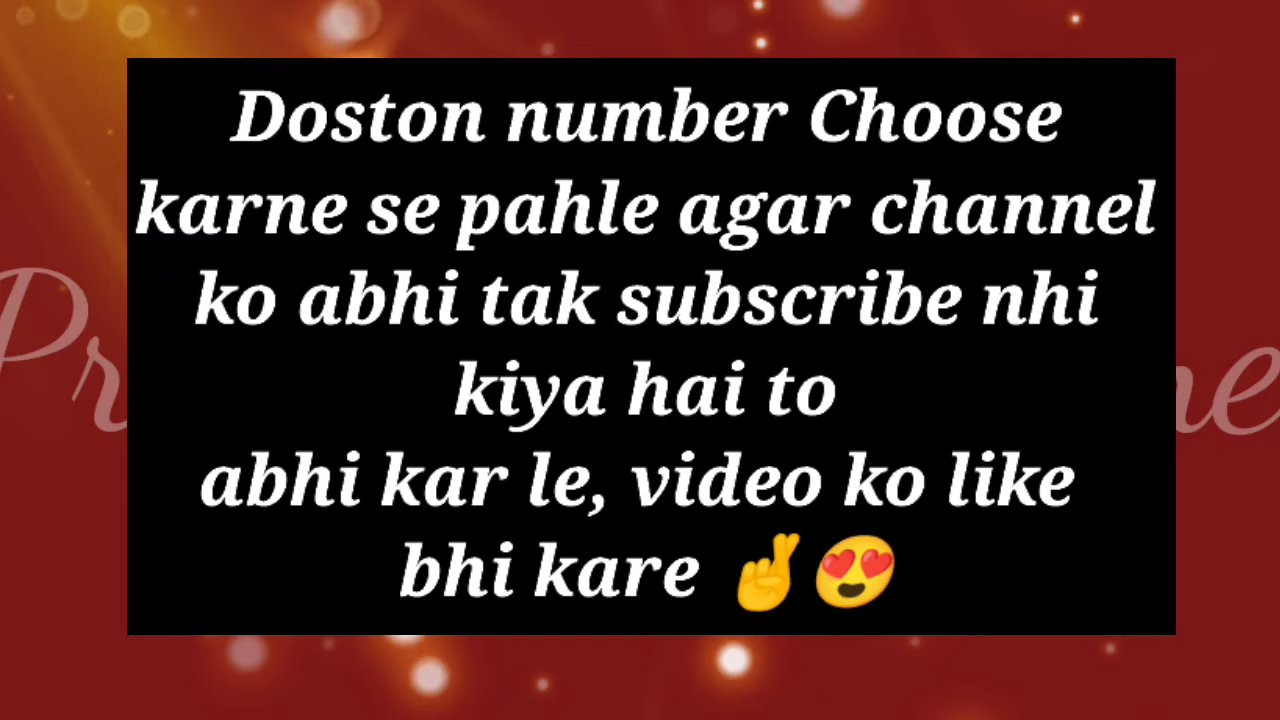 Doston number Choose
karne se pahle agar channel
ko abhi tak subscribe nhi
kiya hai to
abhi kar le, video ko like
bhi kare 🤞😍